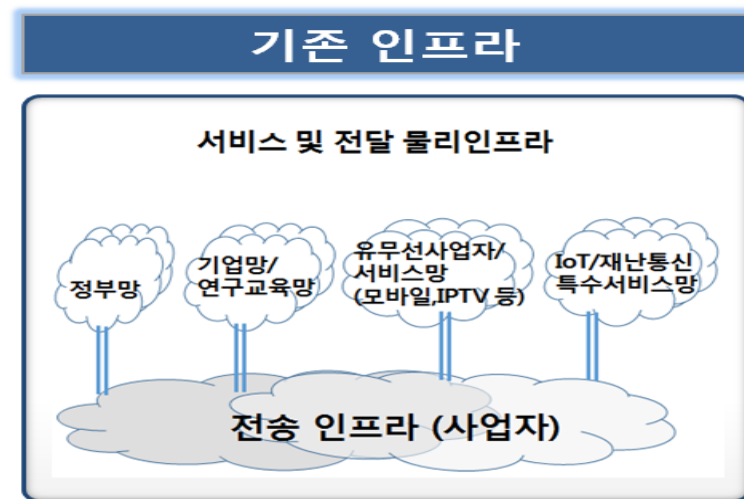 기존 인프라
서비스 및 전달 물리인프라
정부망
기업망/
연구교육망
유무선사업자/
서비스망
(모바일,IPTV 등)
IoT/재난통신
특수서비스망
전송 인프라 (사업자)